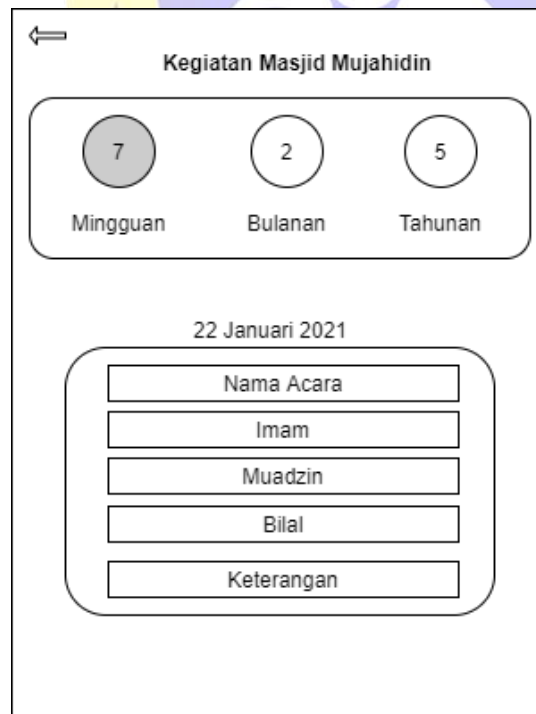 Kegiatan Masjid Mujahidin
7 2 5
Mingguan Bulanan Tahunan
22 Januari 2021
Nama Acara
Imam
Muadzin
Bilal
Keterangan